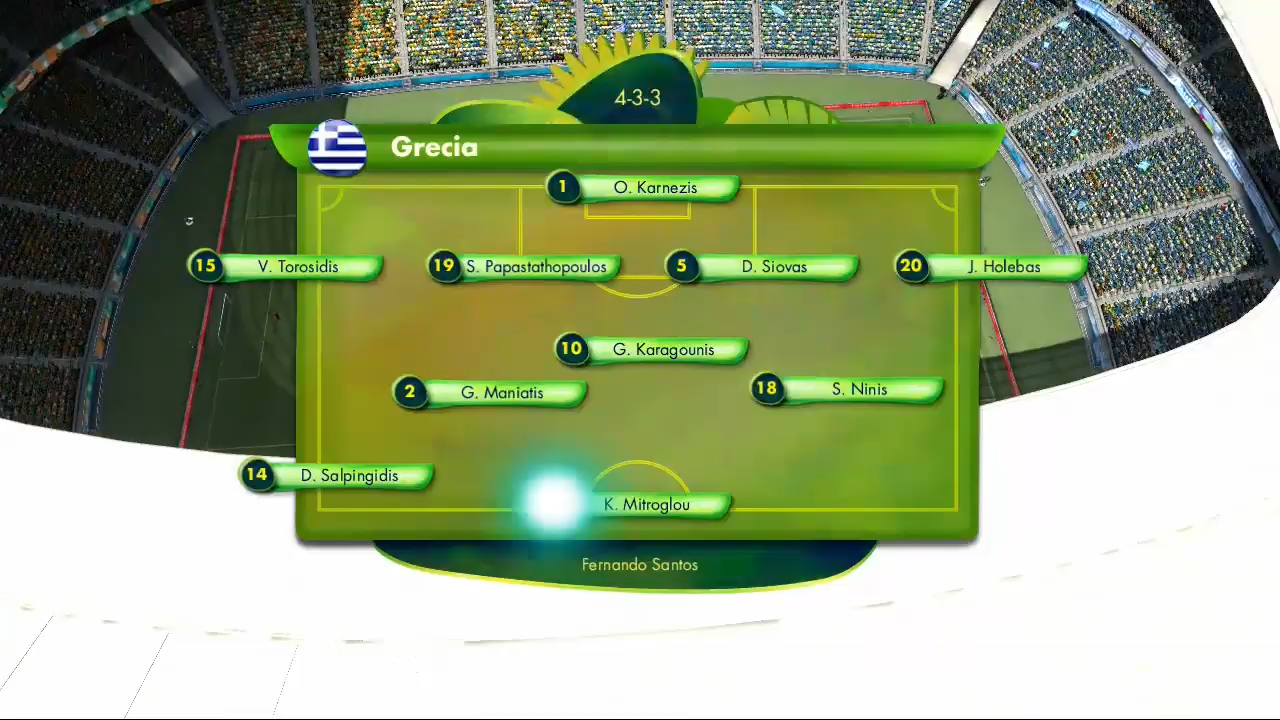 4-3-3
Grecia
1 O. Karnezis
15 V. Torosidis
19 S. Papastathopoulos
5 D. Siovas
20 J. Holebas
10 G. Karagounis
2 G. Maniatis
18 S. Ninis
14 D. Salpingidis
K. Mitroglou
Fernando Santos